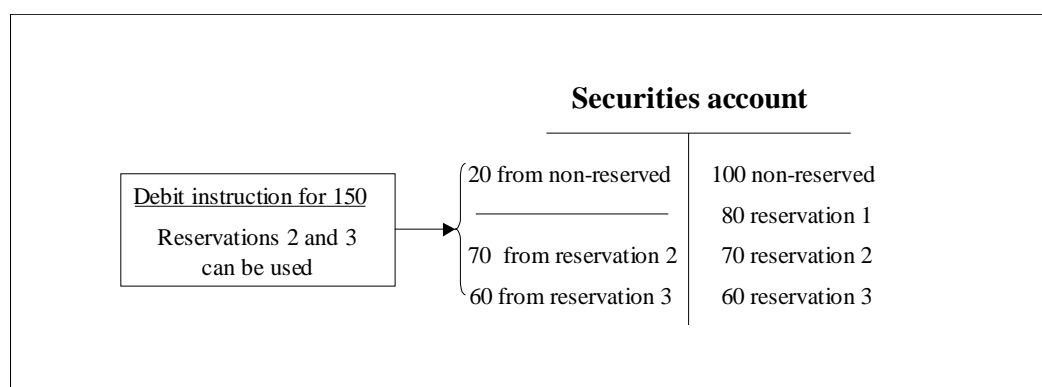 Securities account
Debit instruction for 150
Reservations 2 and 3
can be used
20 from non-reserved
70 from reservation 2
60 from reservation 3
100 non-reserved
80 reservation 1
70 reservation 2
60 reservation 3